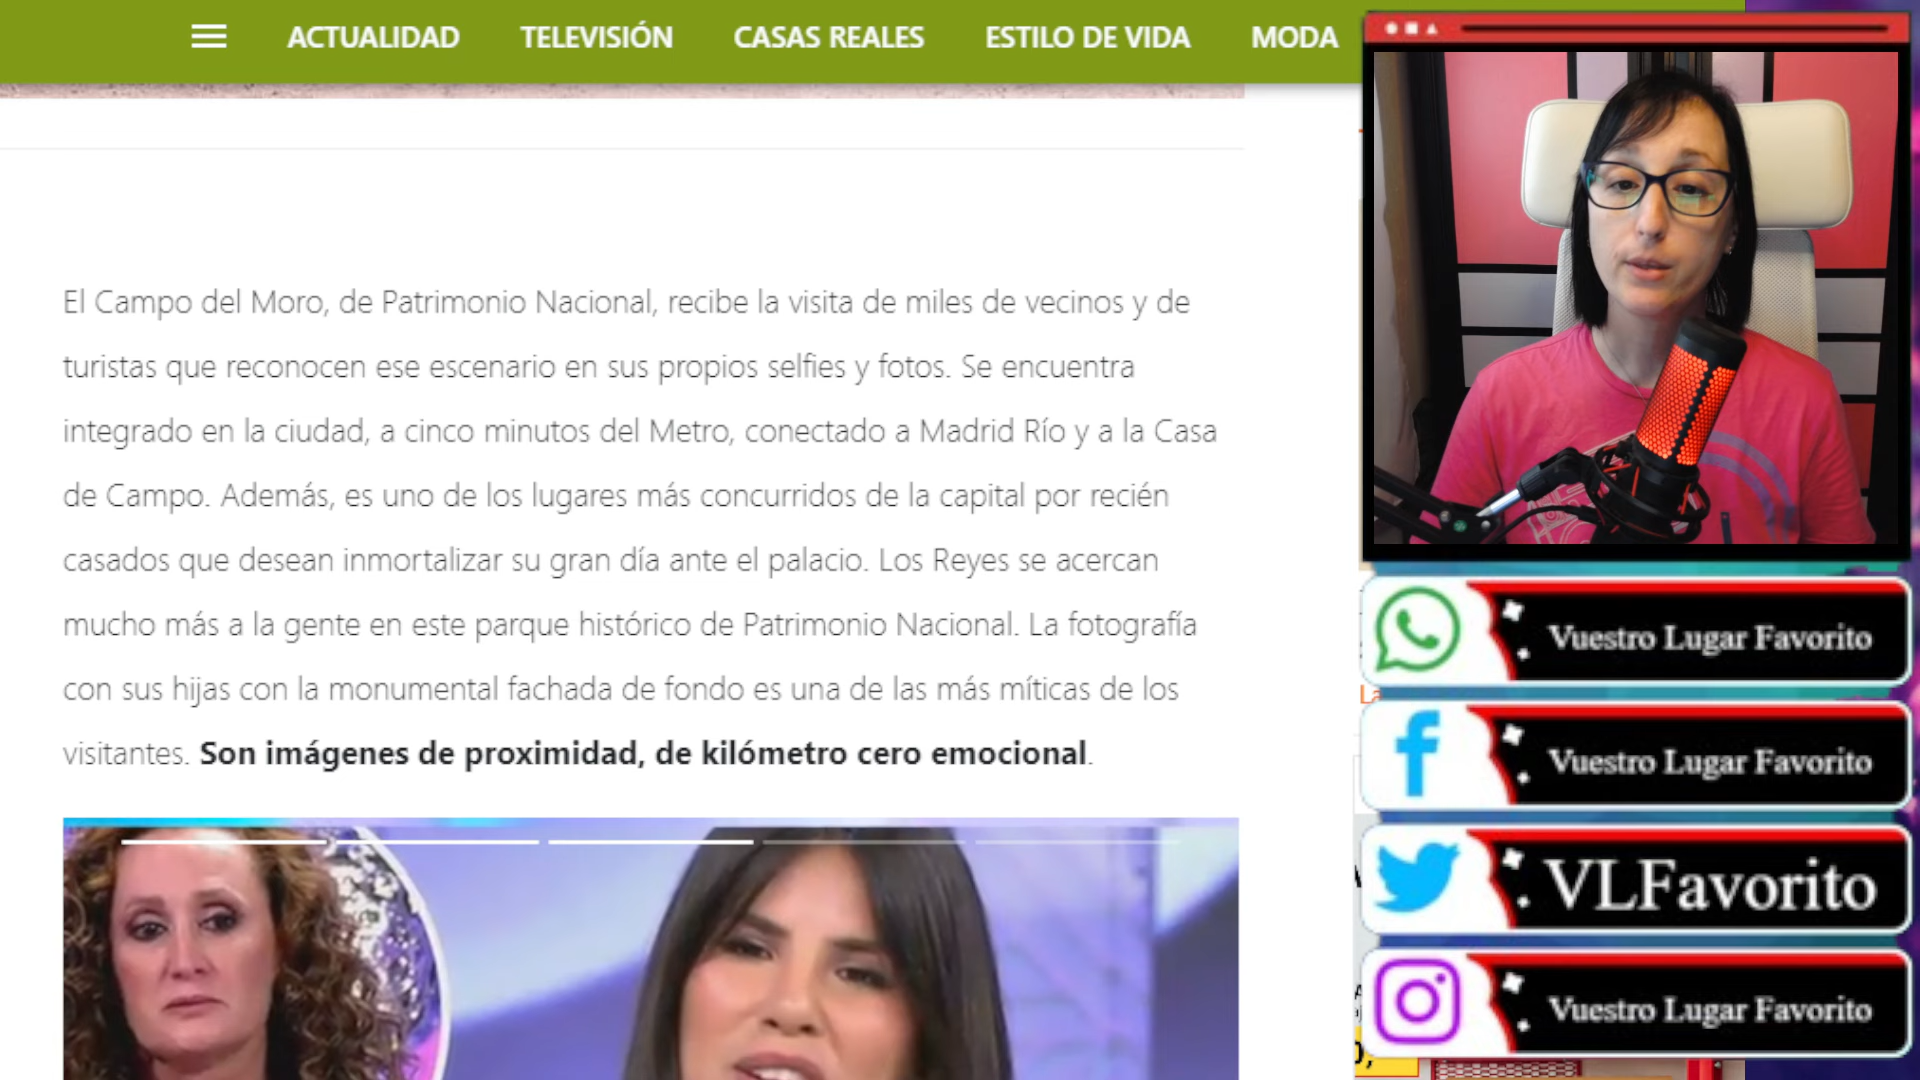 ACTUALIDAD TELEVISIÓN CASAS REALES ESTILO DE VIDA MODA
El Campo del Moro, de Patrimonio Nacional, recibe la visita de miles de vecinos y de
turistas que reconocen ese escenario en sus propios selfies y fotos. Se encuentra
integrado en la ciudad, a cinco minutos del Metro, conectado a Madrid Río y a la Casa
de Campo. Además, es uno de los lugares más concurridos de la capital por recién
casados que desean inmortalizar su gran día ante el palacio. Los Reyes se acercan
mucho más a la gente en este parque histórico de Patrimonio Nacional. La fotografía
con sus hijas con la monumental fachada de fondo es una de las más míticas de los
visitantes. Son imágenes de proximidad, de kilómetro cero emocional.
Vuestro Lugar Favorito
Vuestro Lugar Favorito
VLFavorito
Vuestro Lugar Favorito